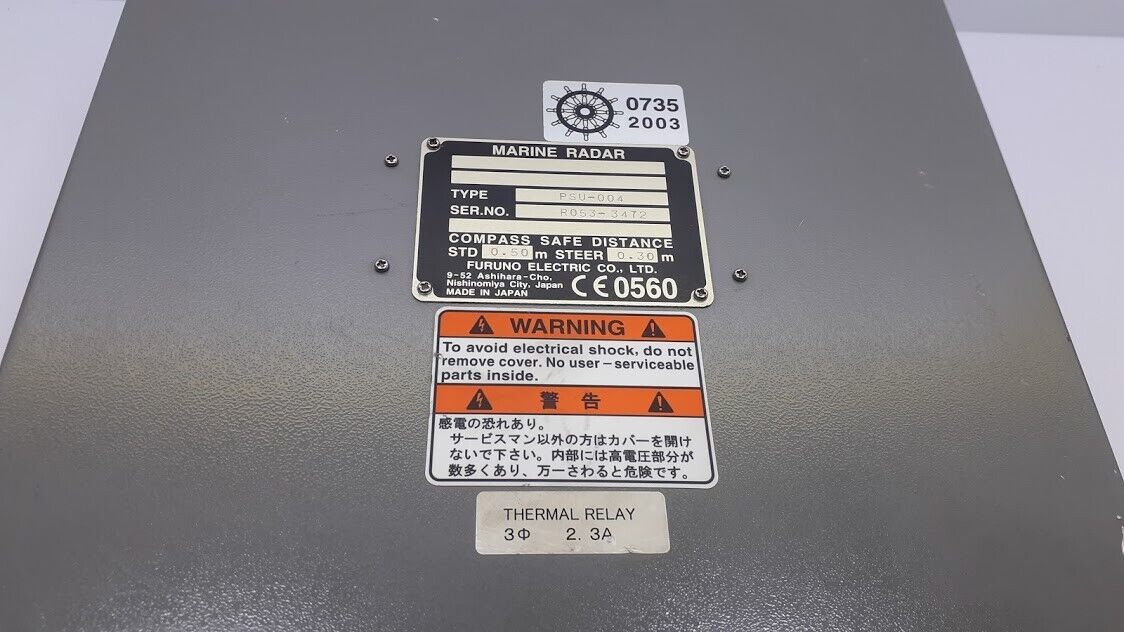 0735
2003
MARINE RADAR
TYPE PSU-004
SER.NO. R053-3472
COMPASS SAFE DISTANCE
STD 0.50 m STEER 0.30 m
FURUNO ELECTRIC CO., LTD.
9-52 Ashihara-Cho,
Nishinomiya City, Japan
MADE IN JAPAN
CE0560
WARNING
To avoid electrical shock, do not
remove cover. No user-serviceable
parts inside.
警告
感電の恐れあり。
サービスマン以外の方はカバーを開け
ないで下さい。内部には高電圧部分が
数多くあり、万一さわると危険です。
THERMAL RELAY
3Φ 2.3A